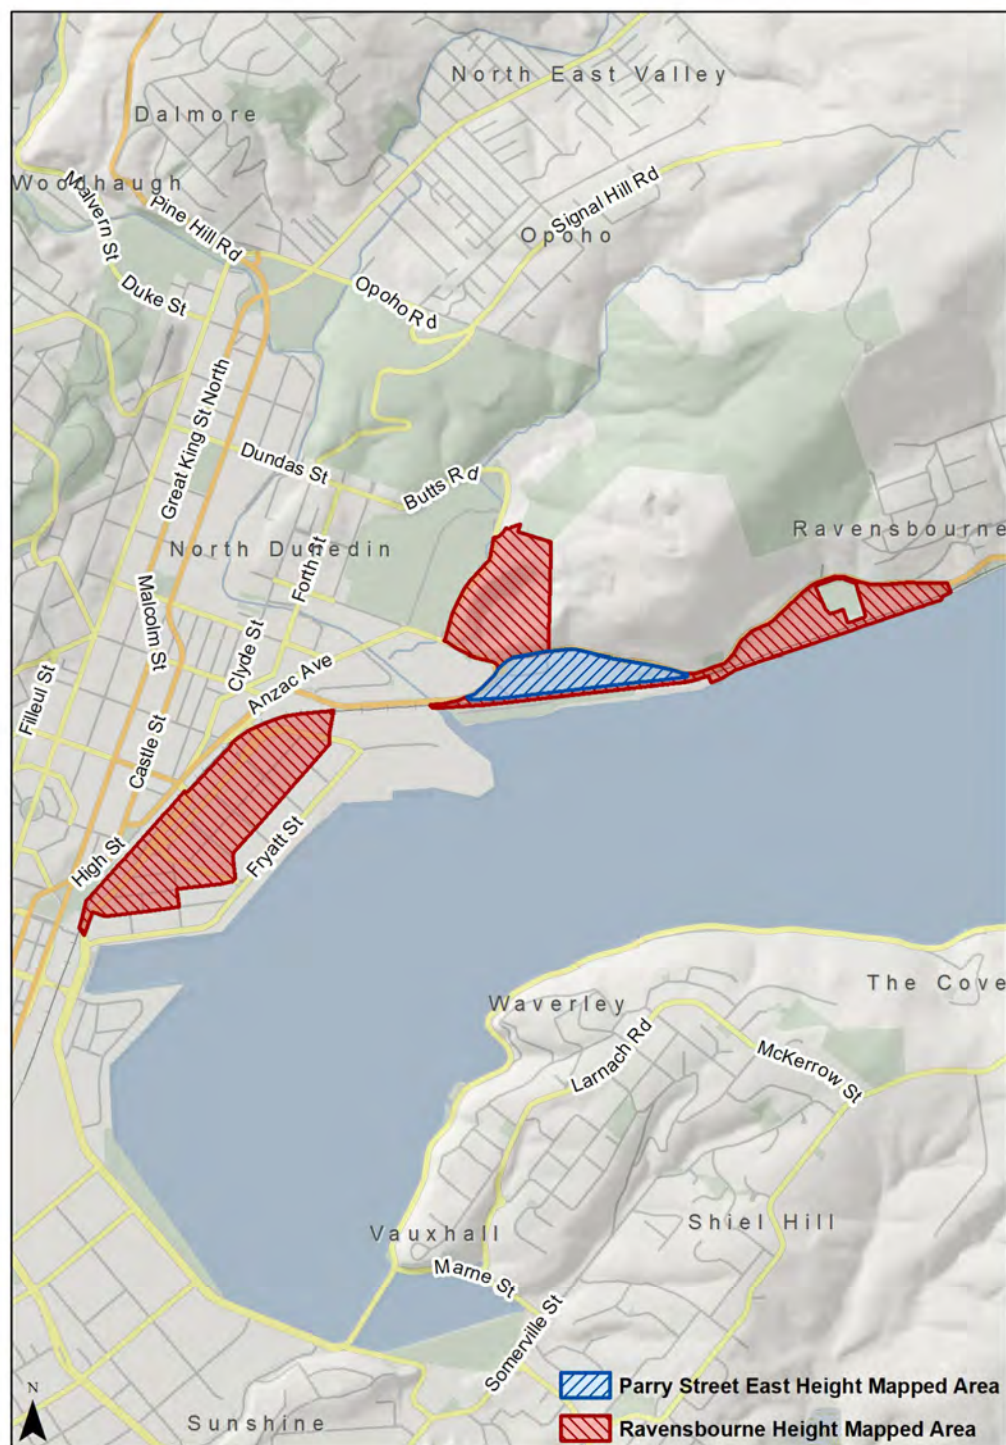 North East Valley
Dalmore
Woodhaugh
Malvern St
Pine Hill Rd
Signal Hill Rd
Opoho
Duke St
Opoho Rd
Great King St North
Dundas St
Butts Rd
Ravensbourne
North Dunedin
Forth St
Malcolm St
Clyde St
Anzac Ave
Filleul St
Castle St
High St
Fryatt St
Waverley
The Cove
Larnach Rd
McKerrow St
Vauxhall
Shiel Hill
Marne St
Somerville St
Sunshine
N
Parry Street East Height Mapped Area
Ravensbourne Height Mapped Area